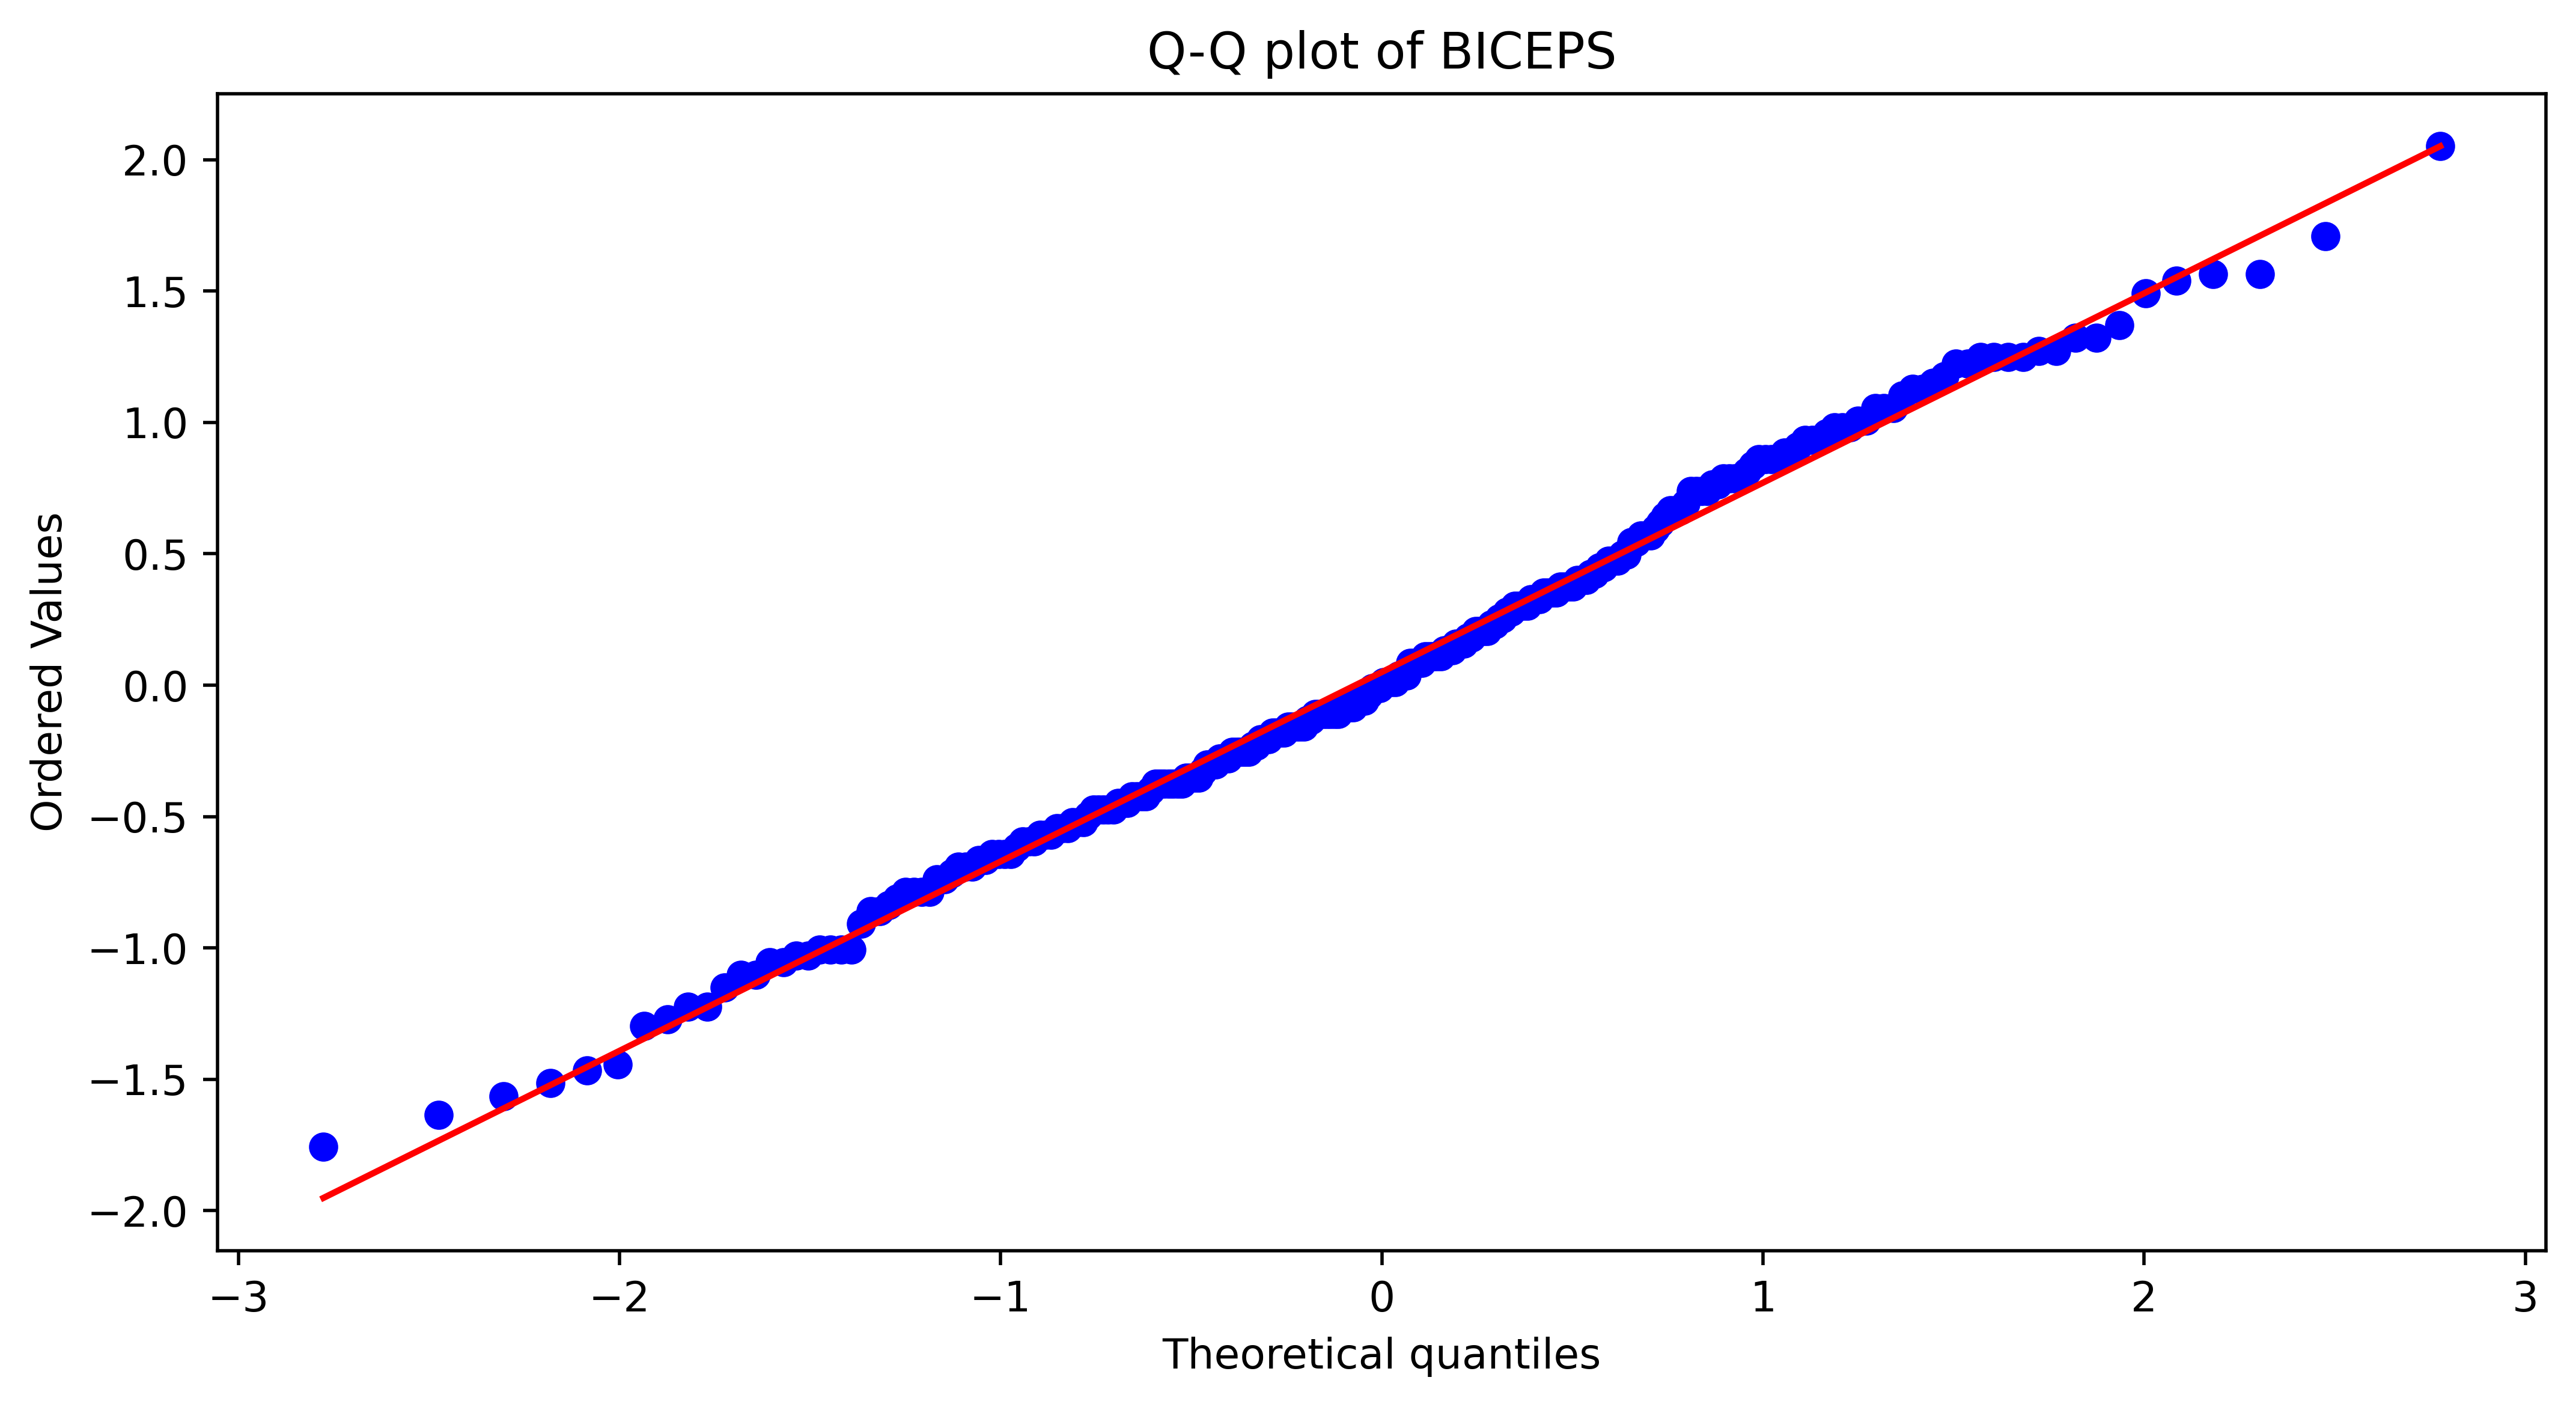 Q-Q plot of BICEPS
2.0
1.5
1.0
0.5
0.0
−0.5
−1.0
−1.5
−2.0
Ordered Values
−3 −2 −1 0 1 2 3
Theoretical quantiles